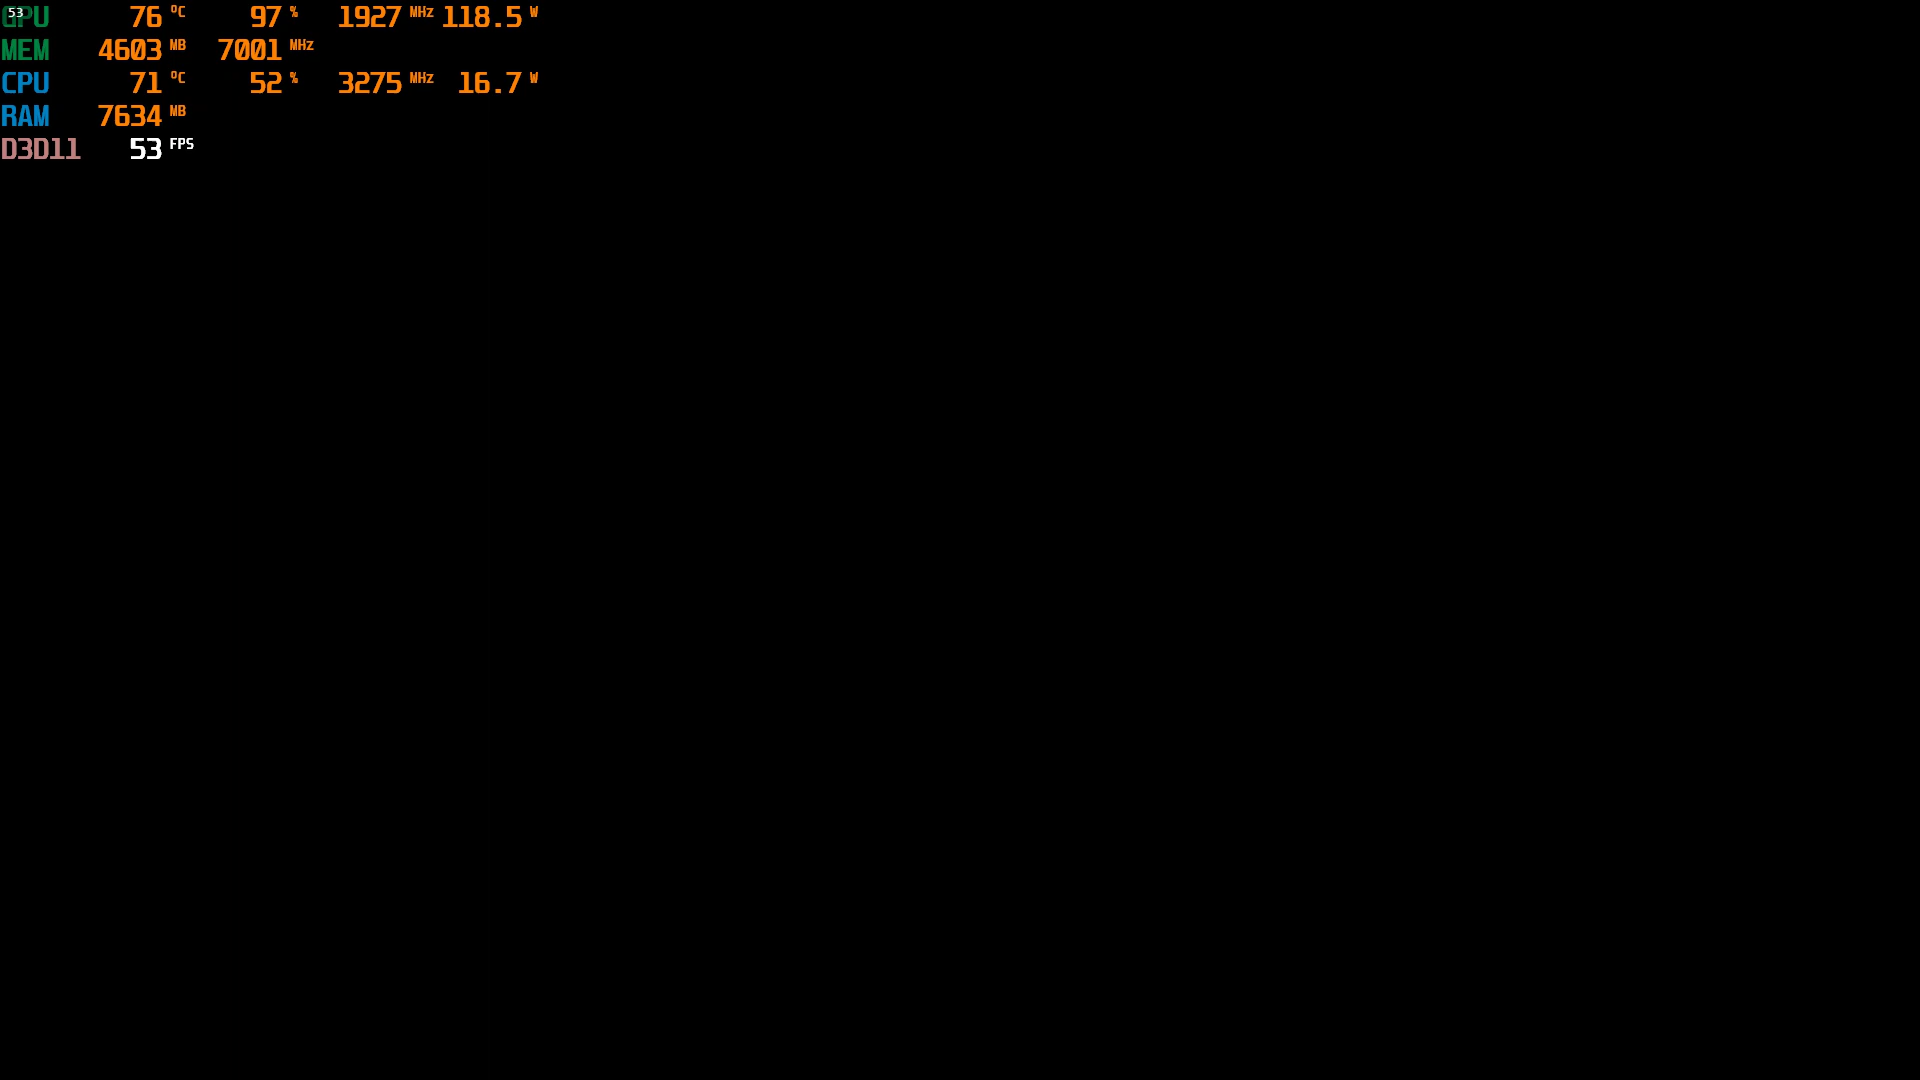 53
GPU 76 °C 97 % 1927 MHz 118.5 W
MEM 4603 MB 7001 MHz
CPU 71 °C 52 % 3275 MHz 16.7 W
RAM 7634 MB
D3D11 53 FPS